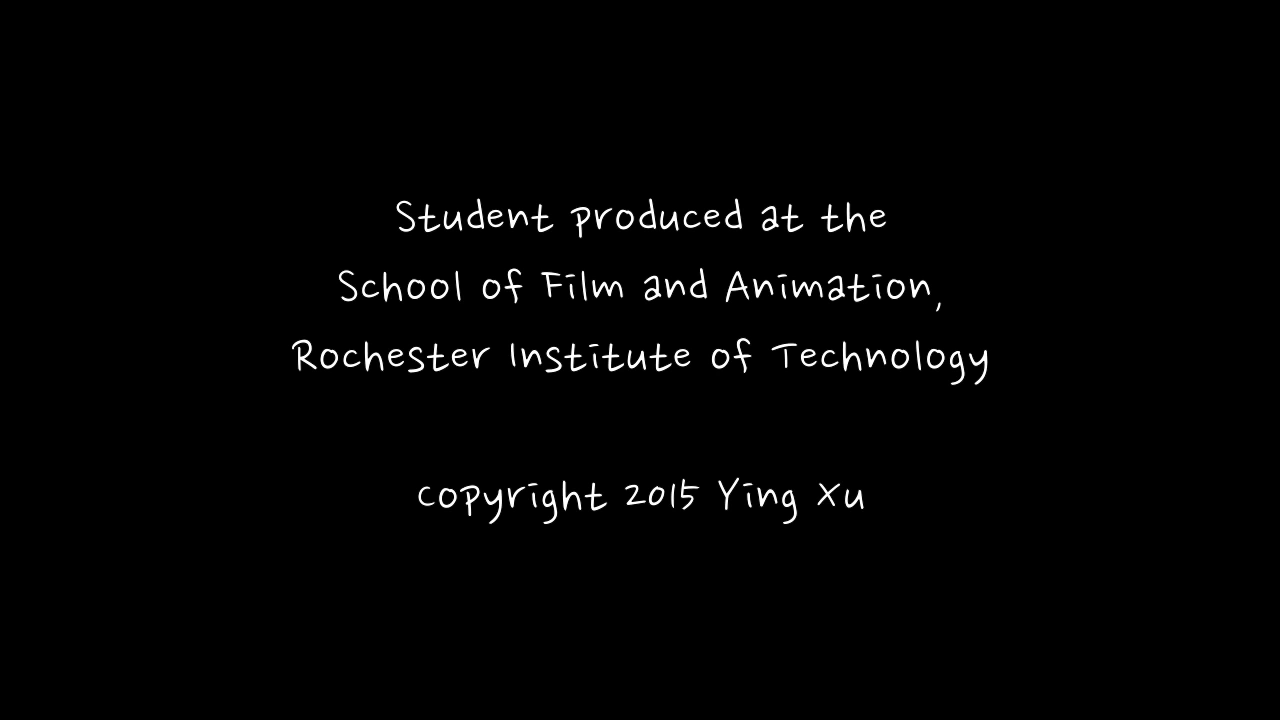 Student produced at the
School of Film and Animation,
Rochester Institute of Technology
copyright 2015 Ying Xu